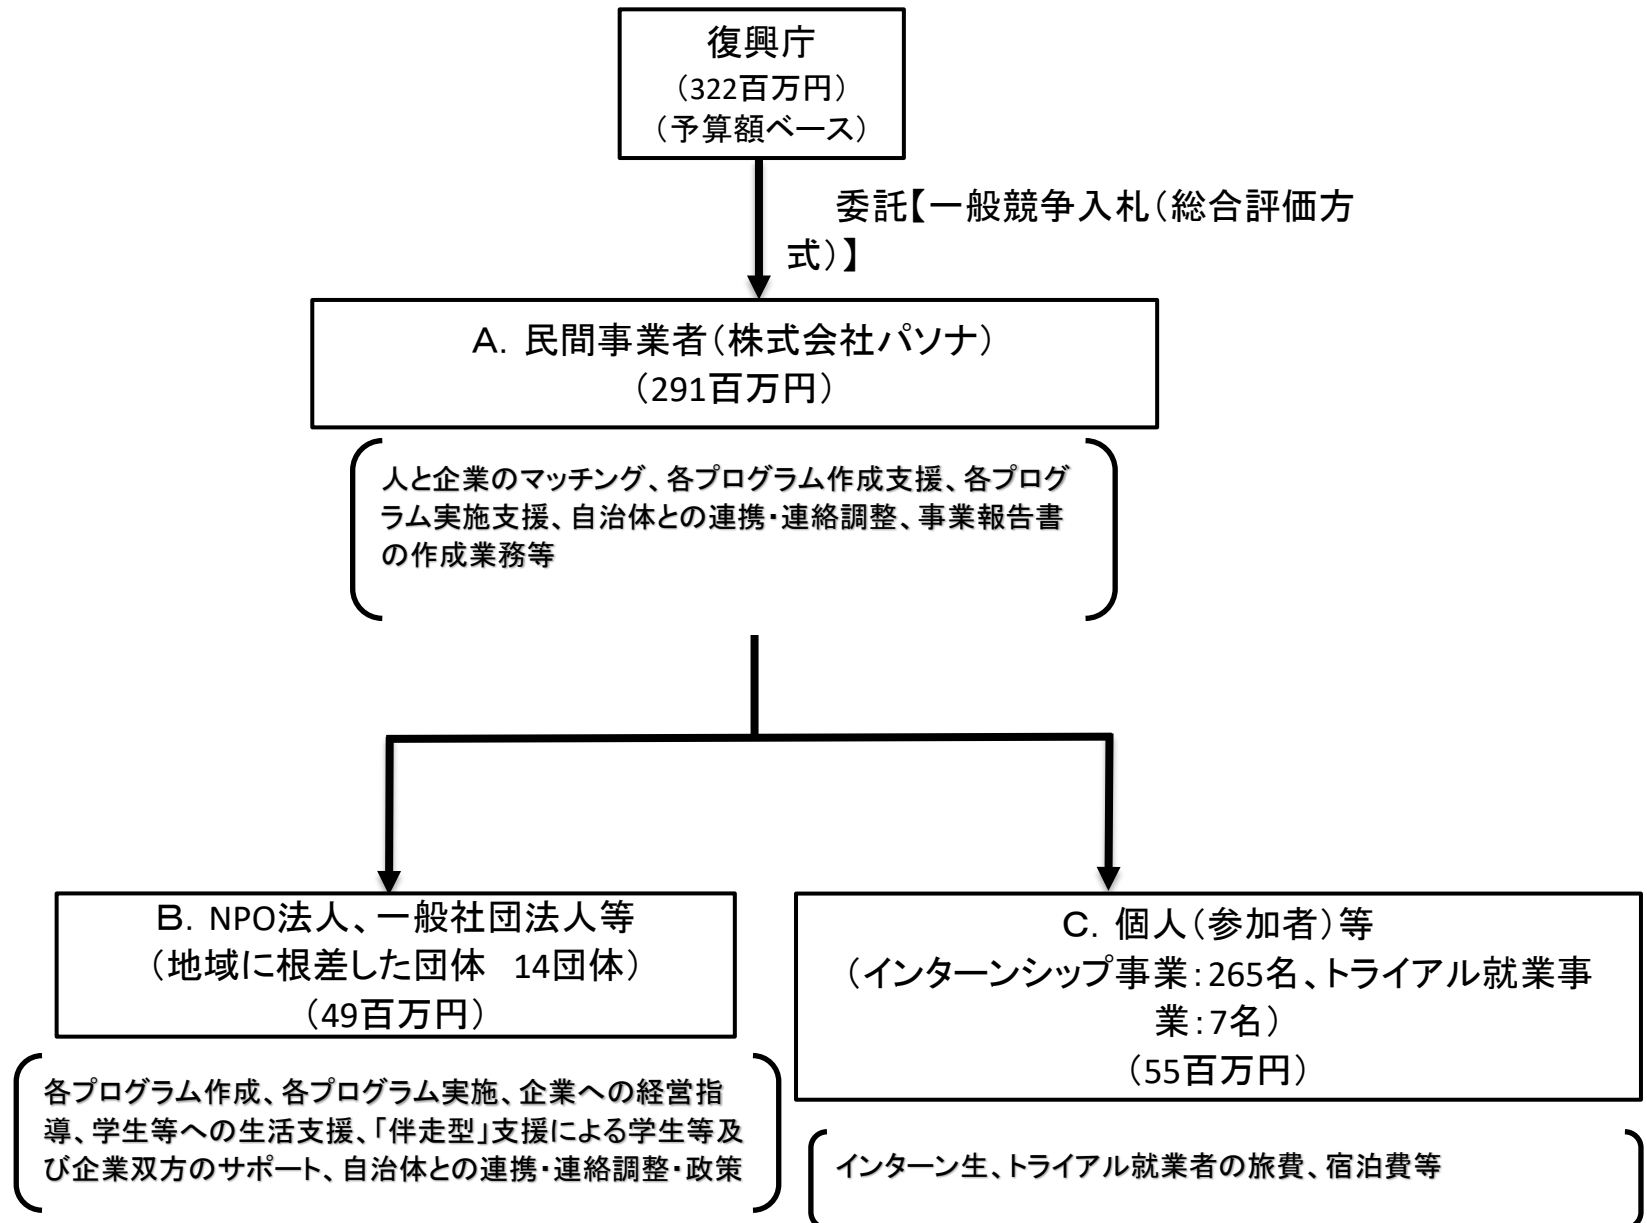 復興庁
（322百万円）
（予算額ベース）
委託【一般競争入札（総合評価方
式）】
A．民間事業者（株式会社パソナ）
（291百万円）
人と企業のマッチング、各プログラム作成支援、各プログ
ラム実施支援、自治体との連携・連絡調整、事業報告書
の作成業務等
B．NPO法人、一般社団法人等
（地域に根差した団体　14団体）
（49百万円）
各プログラム作成、各プログラム実施、企業への経営指
導、学生等への生活支援、「伴走型」支援による学生等及
び企業双方のサポート、自治体との連携・連絡調整・政策
C．個人（参加者）等
（インターンシップ事業：265名、トライアル就業事
業：7名）
（55百万円）
インターン生、トライアル就業者の旅費、宿泊費等